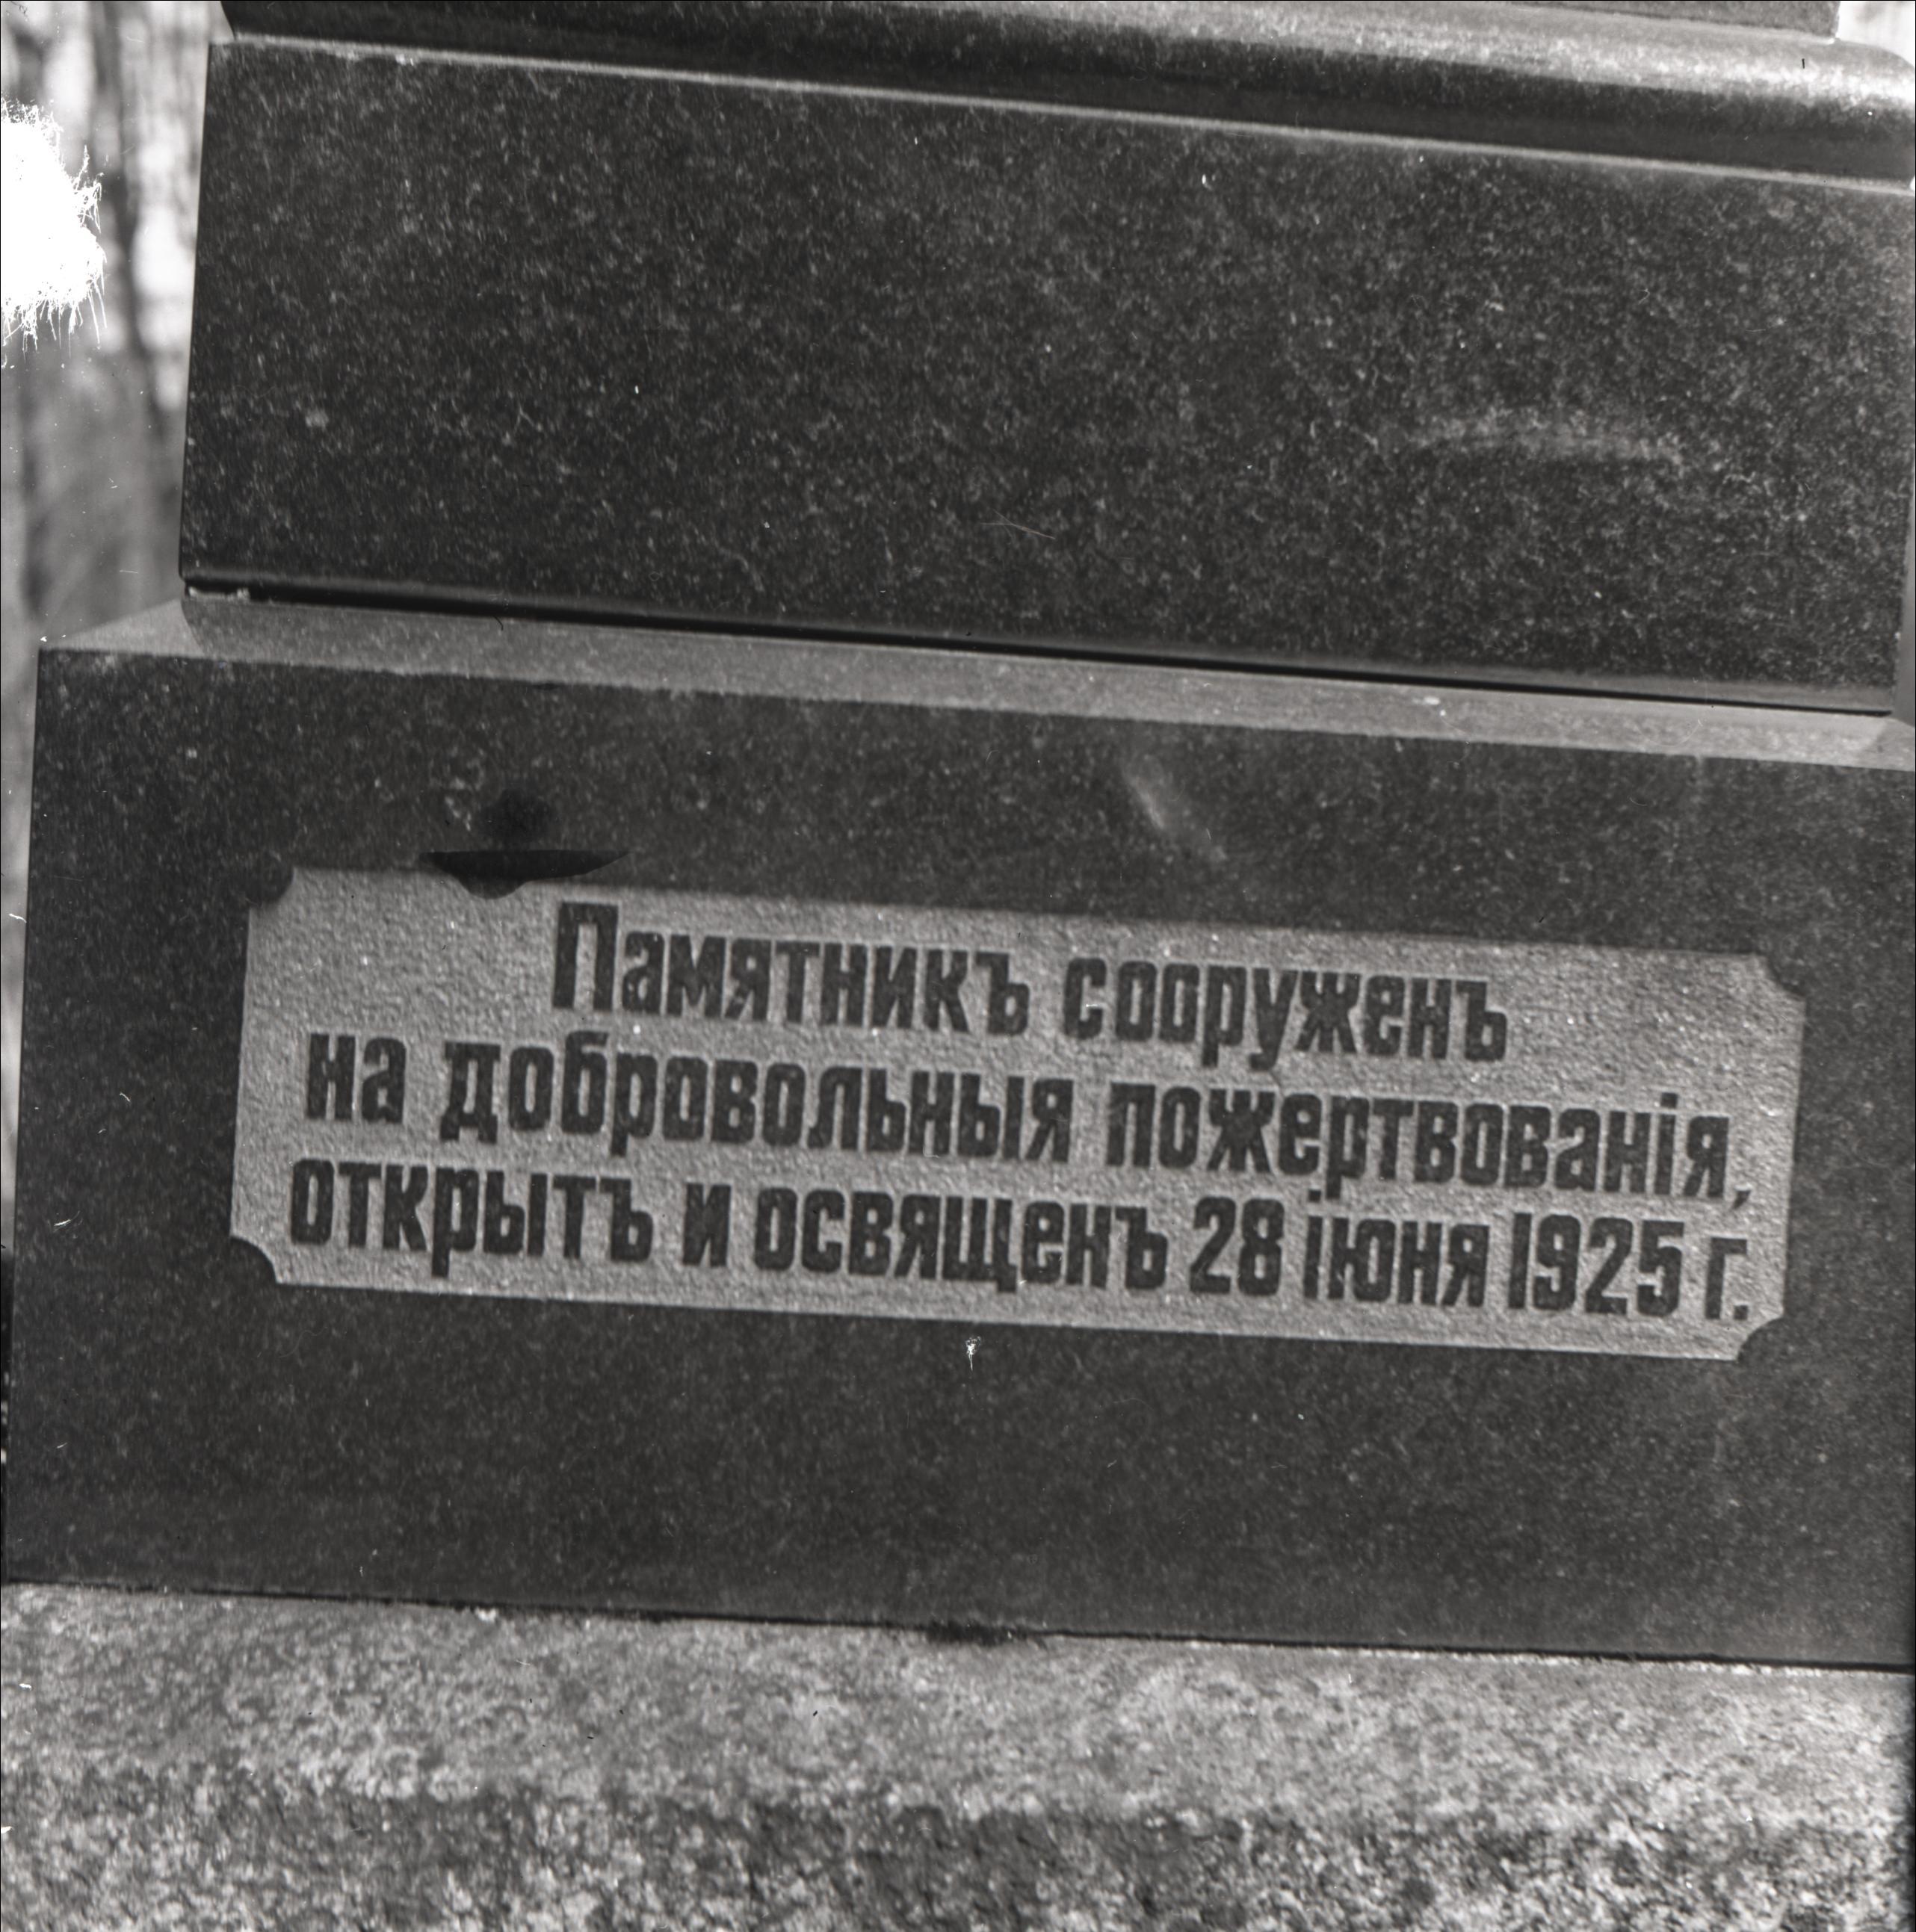 Памятникъ сооруженъ
на добровольныя пожертвованія,
открытъ и освященъ 28 іюня 1925 г.